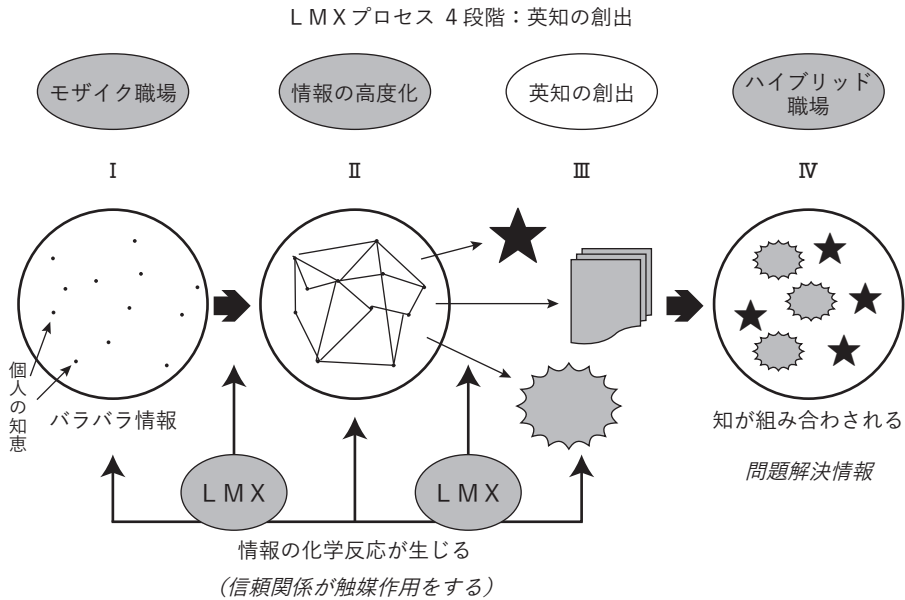 LMXプロセス 4段階：英知の創出
モザイク職場
情報の高度化
英知の創出
ハイブリッド
職場
Ⅰ
Ⅱ
Ⅲ
Ⅳ
個人の知恵
バラバラ情報
知が組み合わされる
問題解決情報
LMX
LMX
情報の化学反応が生じる
（信頼関係が触媒作用をする）